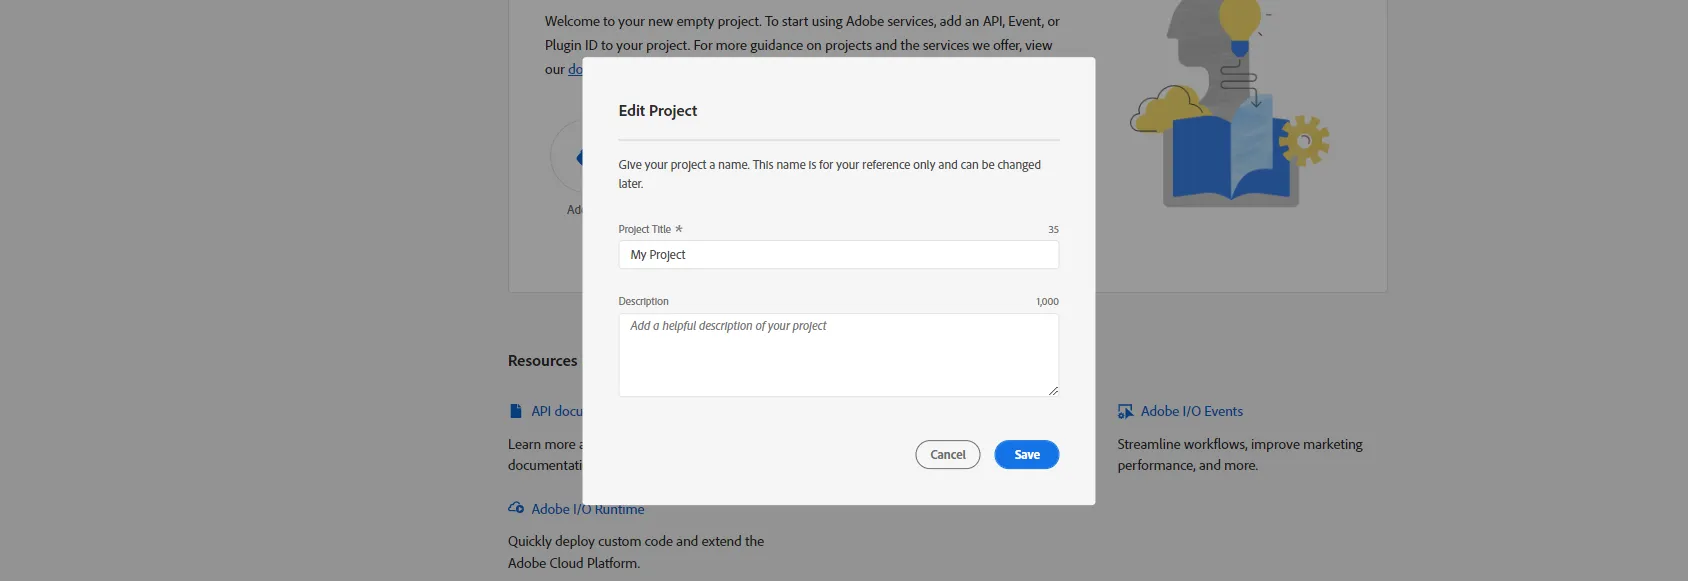 Welcome to your new empty project. To start using Adobe services, add an API, Event, or
Plugin ID to your project. For more guidance on projects and the services we offer, view
our
Edit Project
Give your project a name. This name is for your reference only and can be changed
later.
Project Title * 35
My Project
Description 1,000
Add a helpful description of your project
Cancel Save
Resources
API
Learn more
Adobe I/O Events
Streamline workflows, improve marketing
performance, and more.
Adobe I/O Runtime
Quickly deploy custom code and extend the
Adobe Cloud Platform.